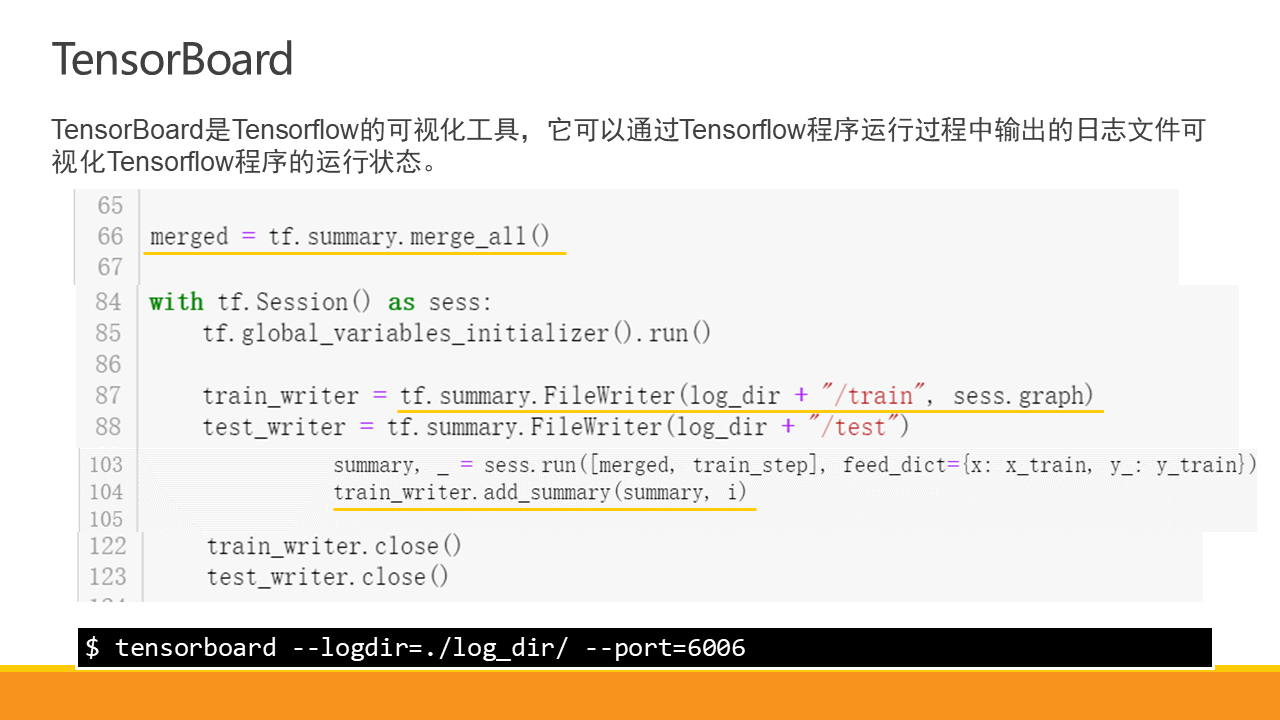 TensorBoard
TensorBoard是Tensorflow的可视化工具，它可以通过Tensorflow程序运行过程中输出的日志文件可
视化Tensorflow程序的运行状态。
65
66 merged = tf.summary.merge_all()
67
84 with tf.Session() as sess:
85 tf.global_variables_initializer().run()
86
87 train_writer = tf.summary.FileWriter(log_dir + "/train", sess.graph)
88 test_writer = tf.summary.FileWriter(log_dir + "/test")
103 summary, _ = sess.run([merged, train_step], feed_dict={x: x_train, y_: y_train})
104 train_writer.add_summary(summary, i)
105
122 train_writer.close()
123 test_writer.close()
$ tensorboard --logdir=./log_dir/ --port=6006